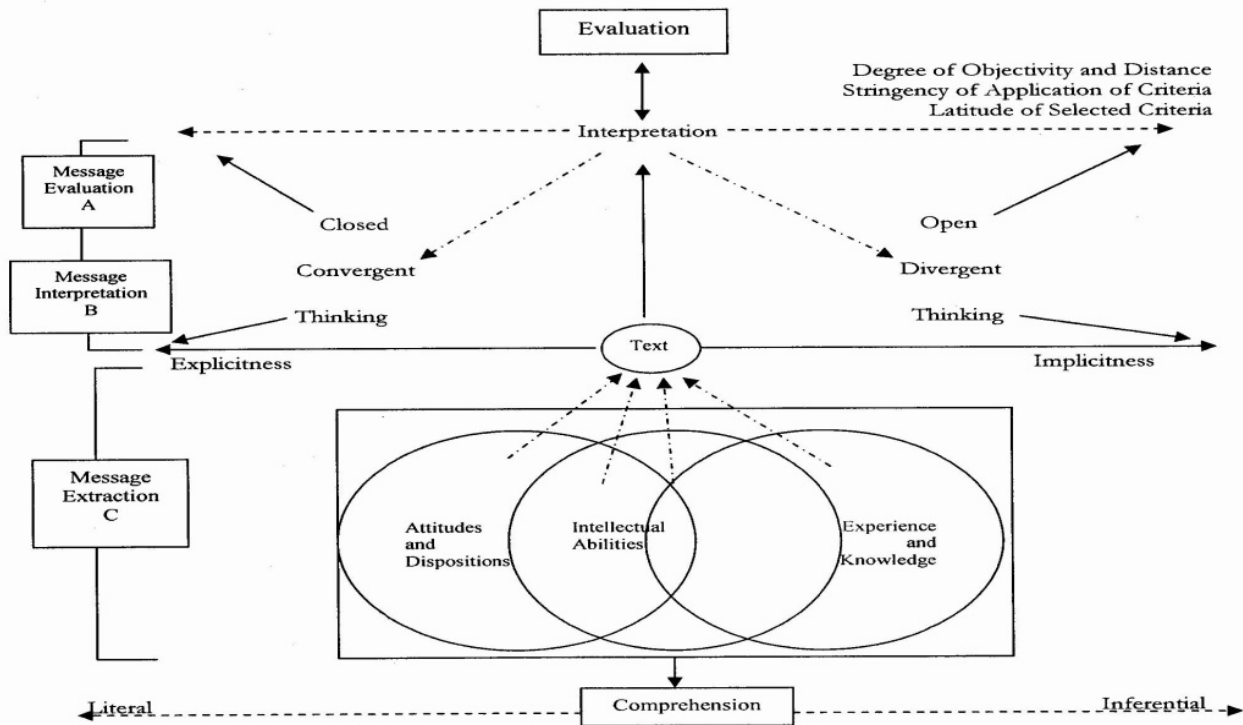 Evaluation
Degree of Objectivity and Distance
Stringency of Application of Criteria
Latitude of Selected Criteria
Interpretation
Message
Evaluation
A
Closed
Open
Convergent
Divergent
Message
Interpretation
B
Thinking
Thinking
Text
Explicitness
Implicitness
Message
Extraction
C
Attitudes
and
Dispositions
Intellectual
Abilities
Experience
and
Knowledge
Literal
Comprehension
Inferential